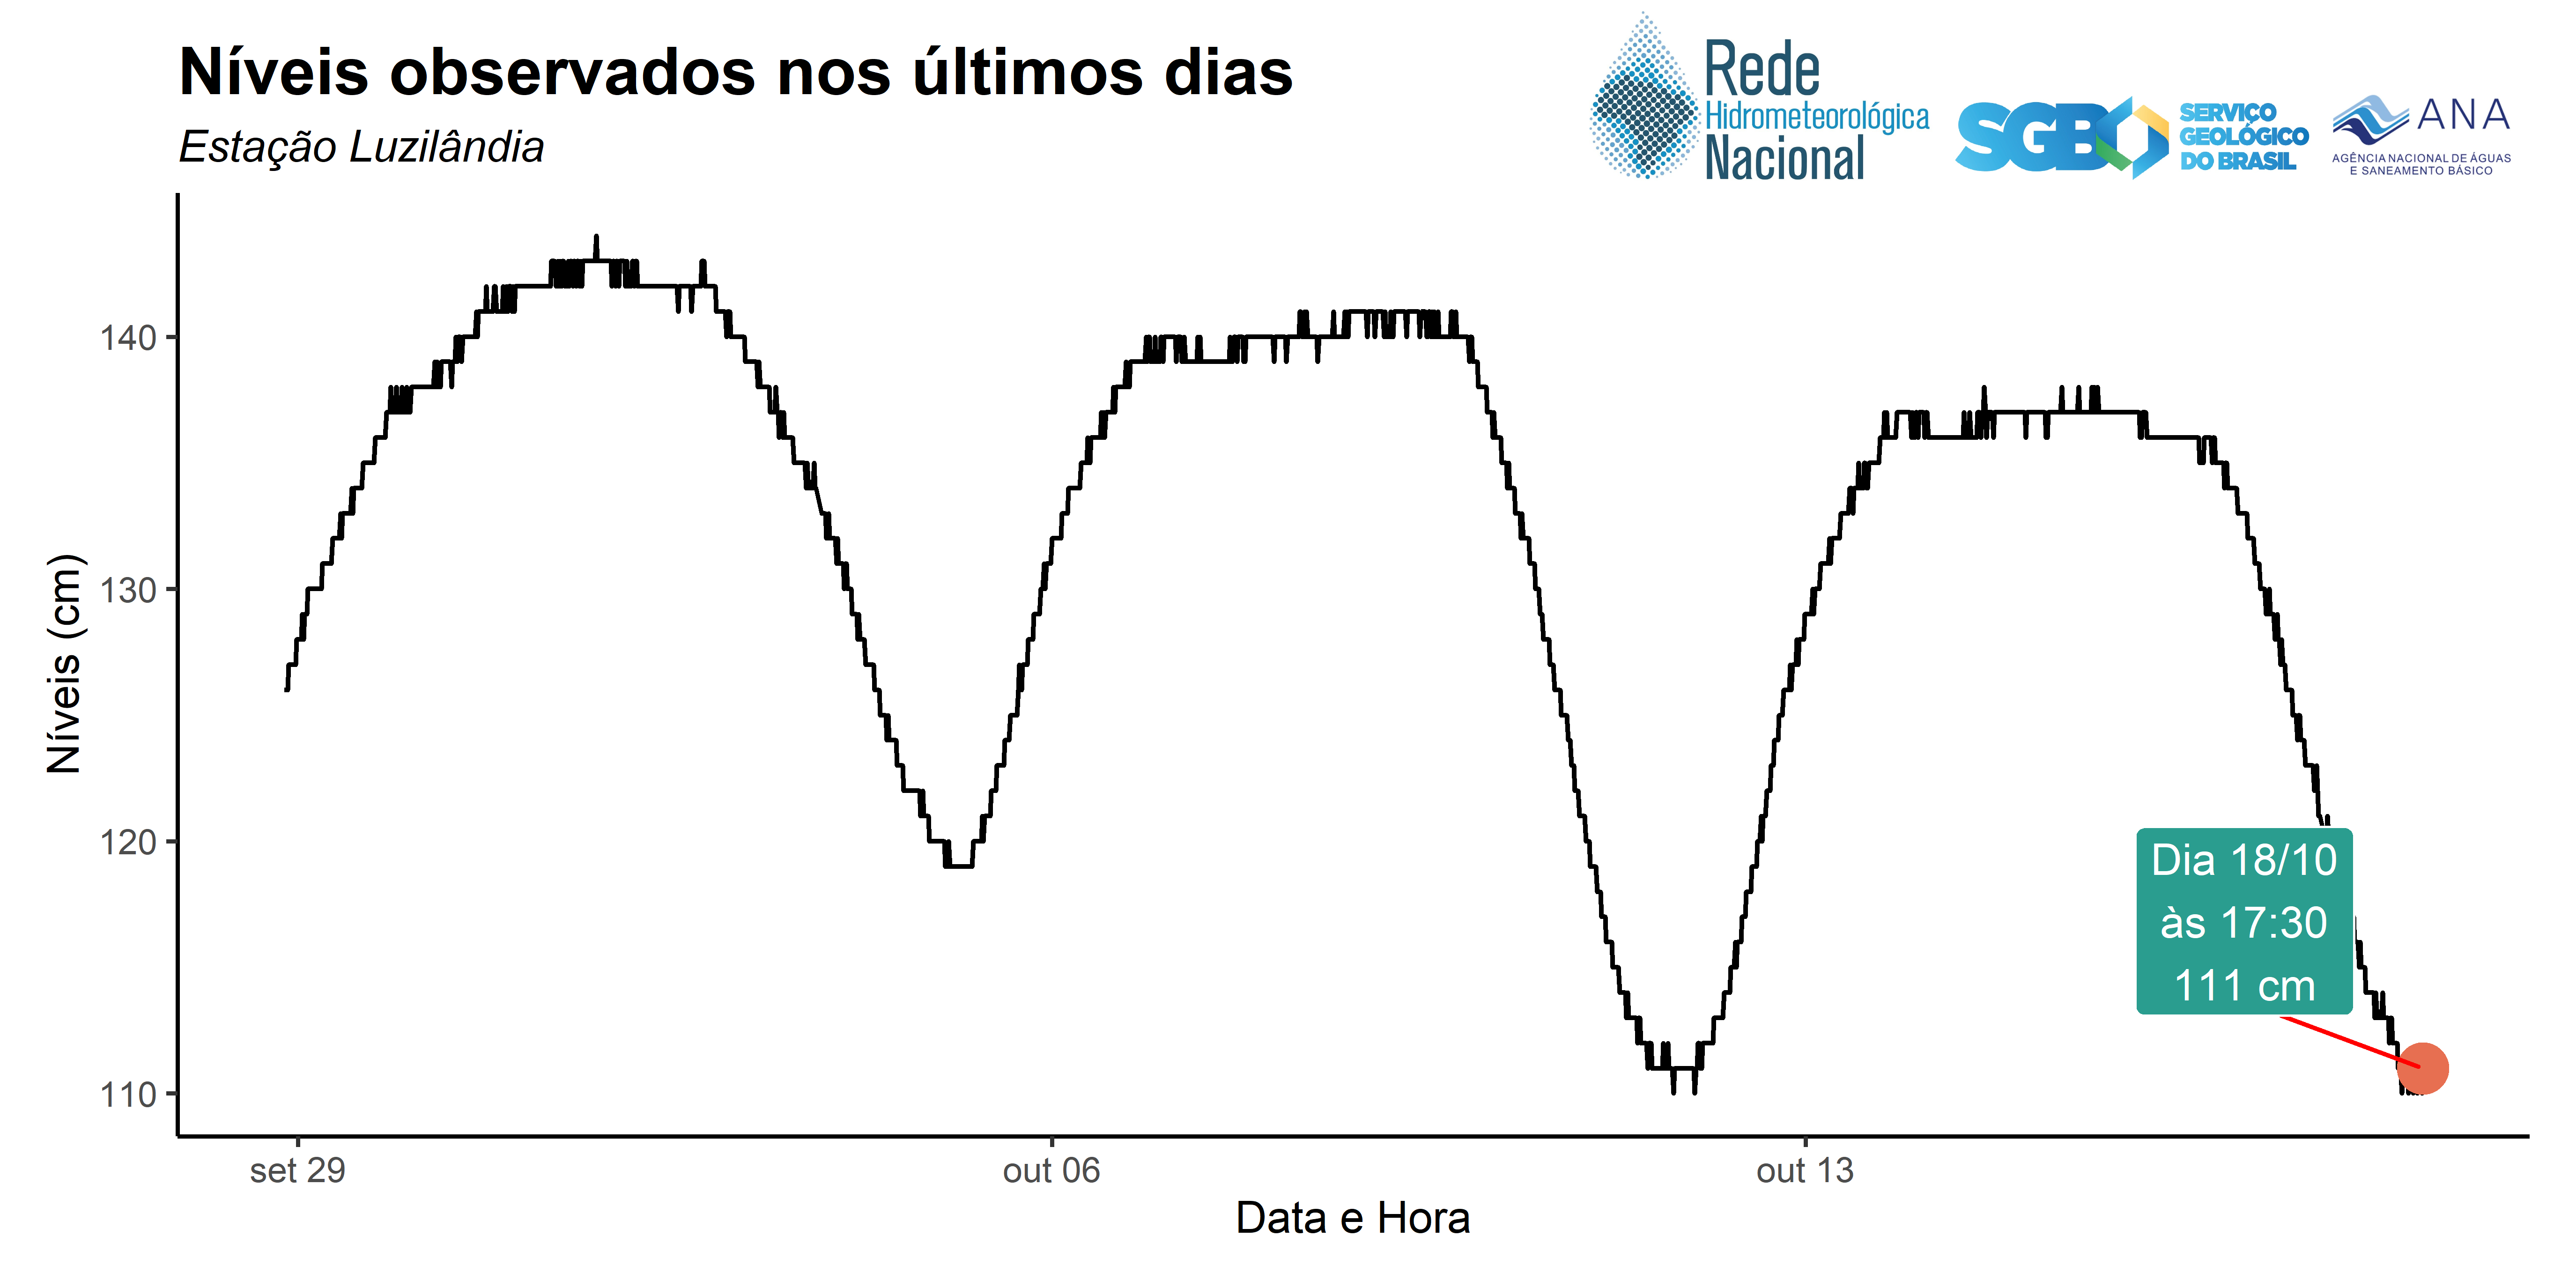 Níveis observados nos últimos dias
Estação Luzilândia
Rede
Hidrometeorológica
Nacional
SGB
SERVIÇO
GEOLÓGICO
DO BRASIL
ANA
AGÊNCIA NACIONAL DE ÁGUAS
E SANEAMENTO BÁSICO
Níveis (cm)
140
130
120
110
Dia 18/10
às 17:30
111 cm
set 29
out 06
out 13
Data e Hora